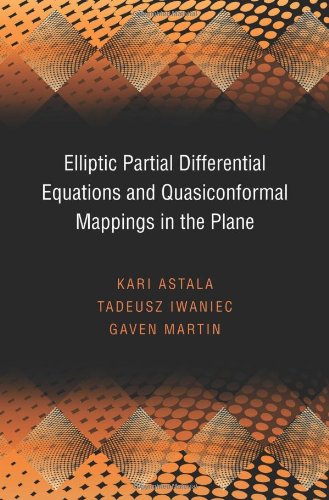 Elliptic Partial Differential
Equations and Quasiconformal
Mappings in the Plane
KARI ASTALA
TADEUSZ IWANIEC
GAVEN MARTIN